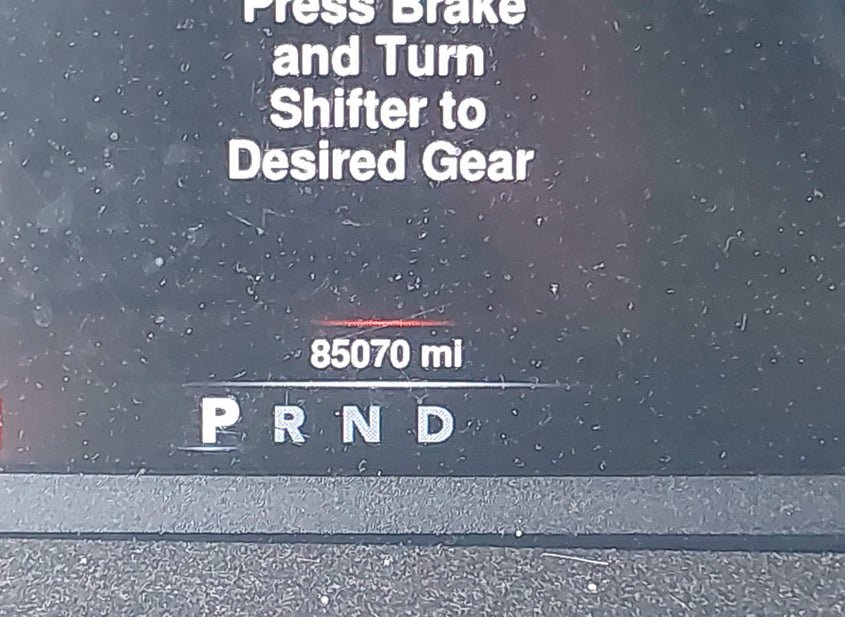 Press Brake
and Turn
Shifter to
Desired Gear
85070 mi
P R N D